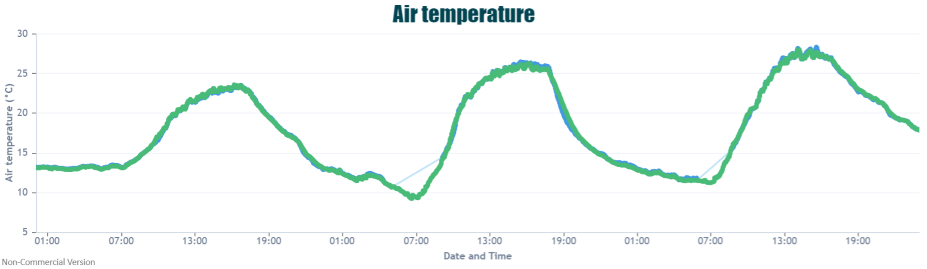 Air temperature
30
25
20
15
10
5
Air temperature (°C)
01:00 07:00 13:00 19:00 01:00 07:00 13:00 19:00 01:00 07:00 13:00 19:00
Date and Time
Non-Commercial Version